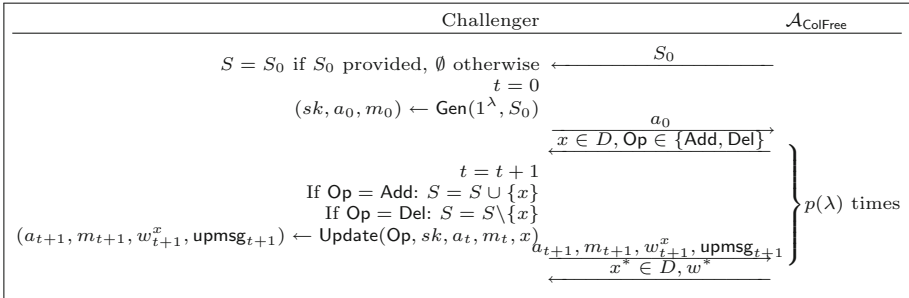 Challenger    𝒜_ColFree
S = S_0 if S_0 provided, ∅ otherwise    S_0
t = 0
(sk, a_0, m_0) ← Gen(1^λ, S_0)
a_0
x ∈ D, Op ∈ {Add, Del}
t = t + 1
If Op = Add: S = S ∪ {x}
If Op = Del: S = S\{x}
p(λ) times
(a_{t+1}, m_{t+1}, w^x_{t+1}, upmsg_{t+1}) ← Update(Op, sk, a_t, m_t, x)
a_{t+1}, m_{t+1}, w^x_{t+1}, upmsg_{t+1}
x^* ∈ D, w^*